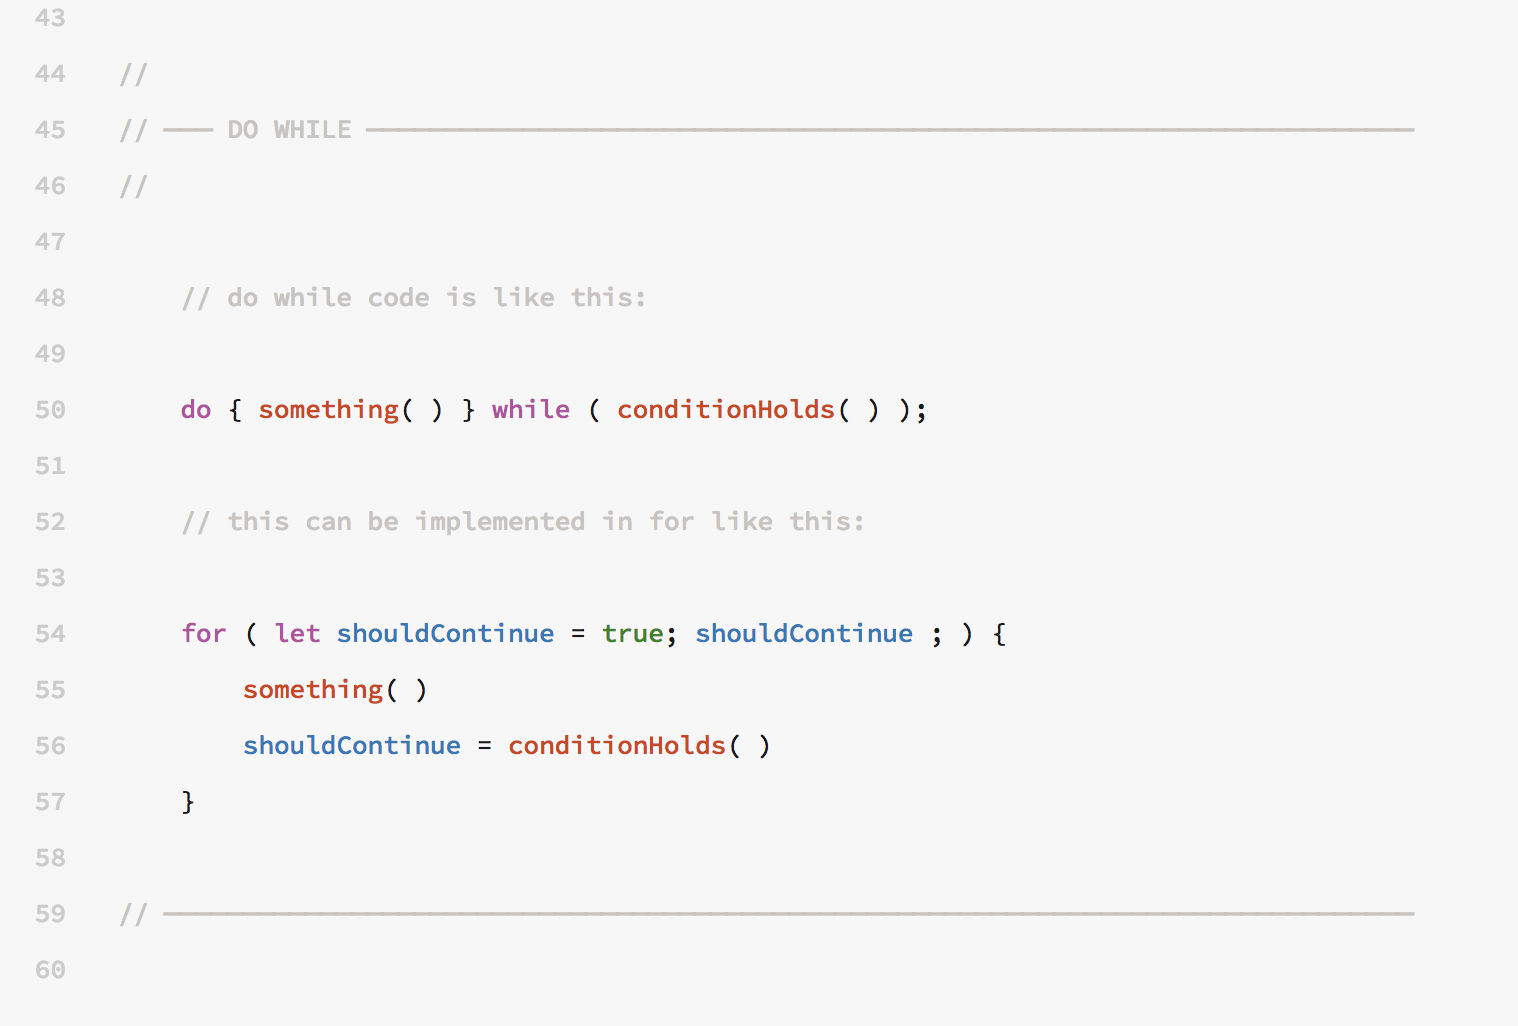 43
44 //
45 // ─── DO WHILE ───────────────────────────────────────────────────────────────────
46 //
47
48 // do while code is like this:
49
50 do { something( ) } while ( conditionHolds( ) );
51
52 // this can be implemented in for like this:
53
54 for ( let shouldContinue = true; shouldContinue ; ) {
55 something( )
56 shouldContinue = conditionHolds( )
57 }
58
59 // ────────────────────────────────────────────────────────────────────────────────
60